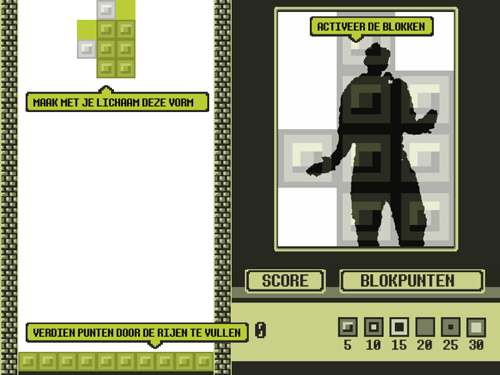 ACTIVEER DE BLOKKEN
MAAK MET JE LICHAAM DEZE VORM
SCORE
BLOKPUNTEN
VERDIEN PUNTEN DOOR DE RIJEN TE VULLEN
0
5 10 15 20 25 30